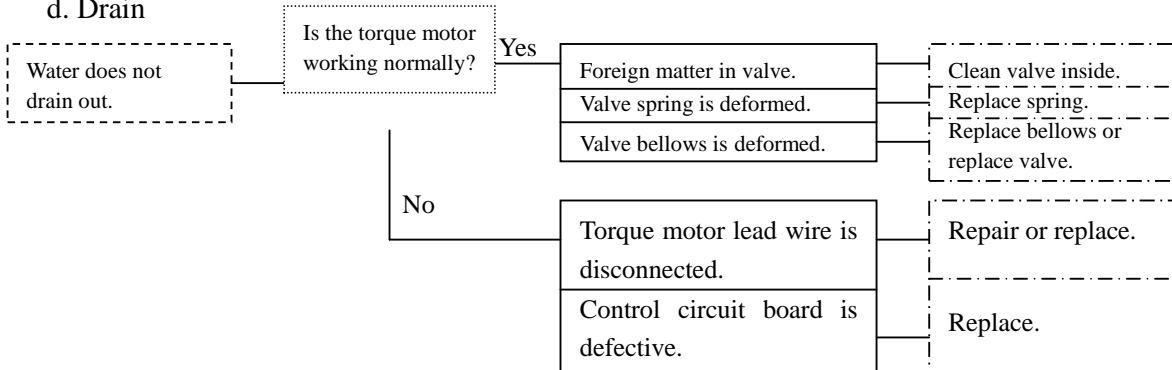 d. Drain
Is the torque motor
working normally?
Yes
Water does not
drain out.
Foreign matter in valve.
Clean valve inside.
Valve spring is deformed.
Replace spring.
Valve bellows is deformed.
Replace bellows or
replace valve.
No
Torque motor lead wire is
disconnected.
Repair or replace.
Control circuit board is
defective.
Replace.